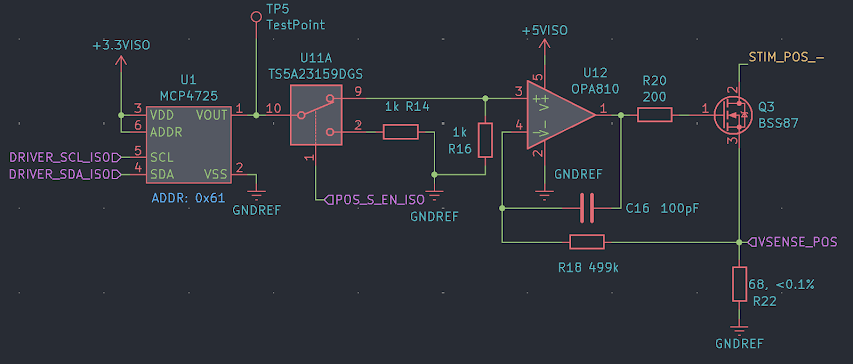 TP5
TestPoint
+3.3VISO
U1
MCP4725
3 VDD VOUT 1
6 ADDR
DRIVER_SCL_ISO 5 SCL
DRIVER_SDA_ISO 4 SDA VSS 2
ADDR: 0x61
GNDREF
U11A
TS5A23159DGS
10 9
2
1
POS_S_EN_ISO
1k R14
1k
R16
GNDREF
+5VISO
U12
OPA810
3 + V+ 5
4 - V- 2
1
GNDREF
C16 100pF
R18 499k
R20
200
STIM_POS_-
2
1
3
Q3
BSS87
VSENSE_POS
68, <0.1%
R22
GNDREF